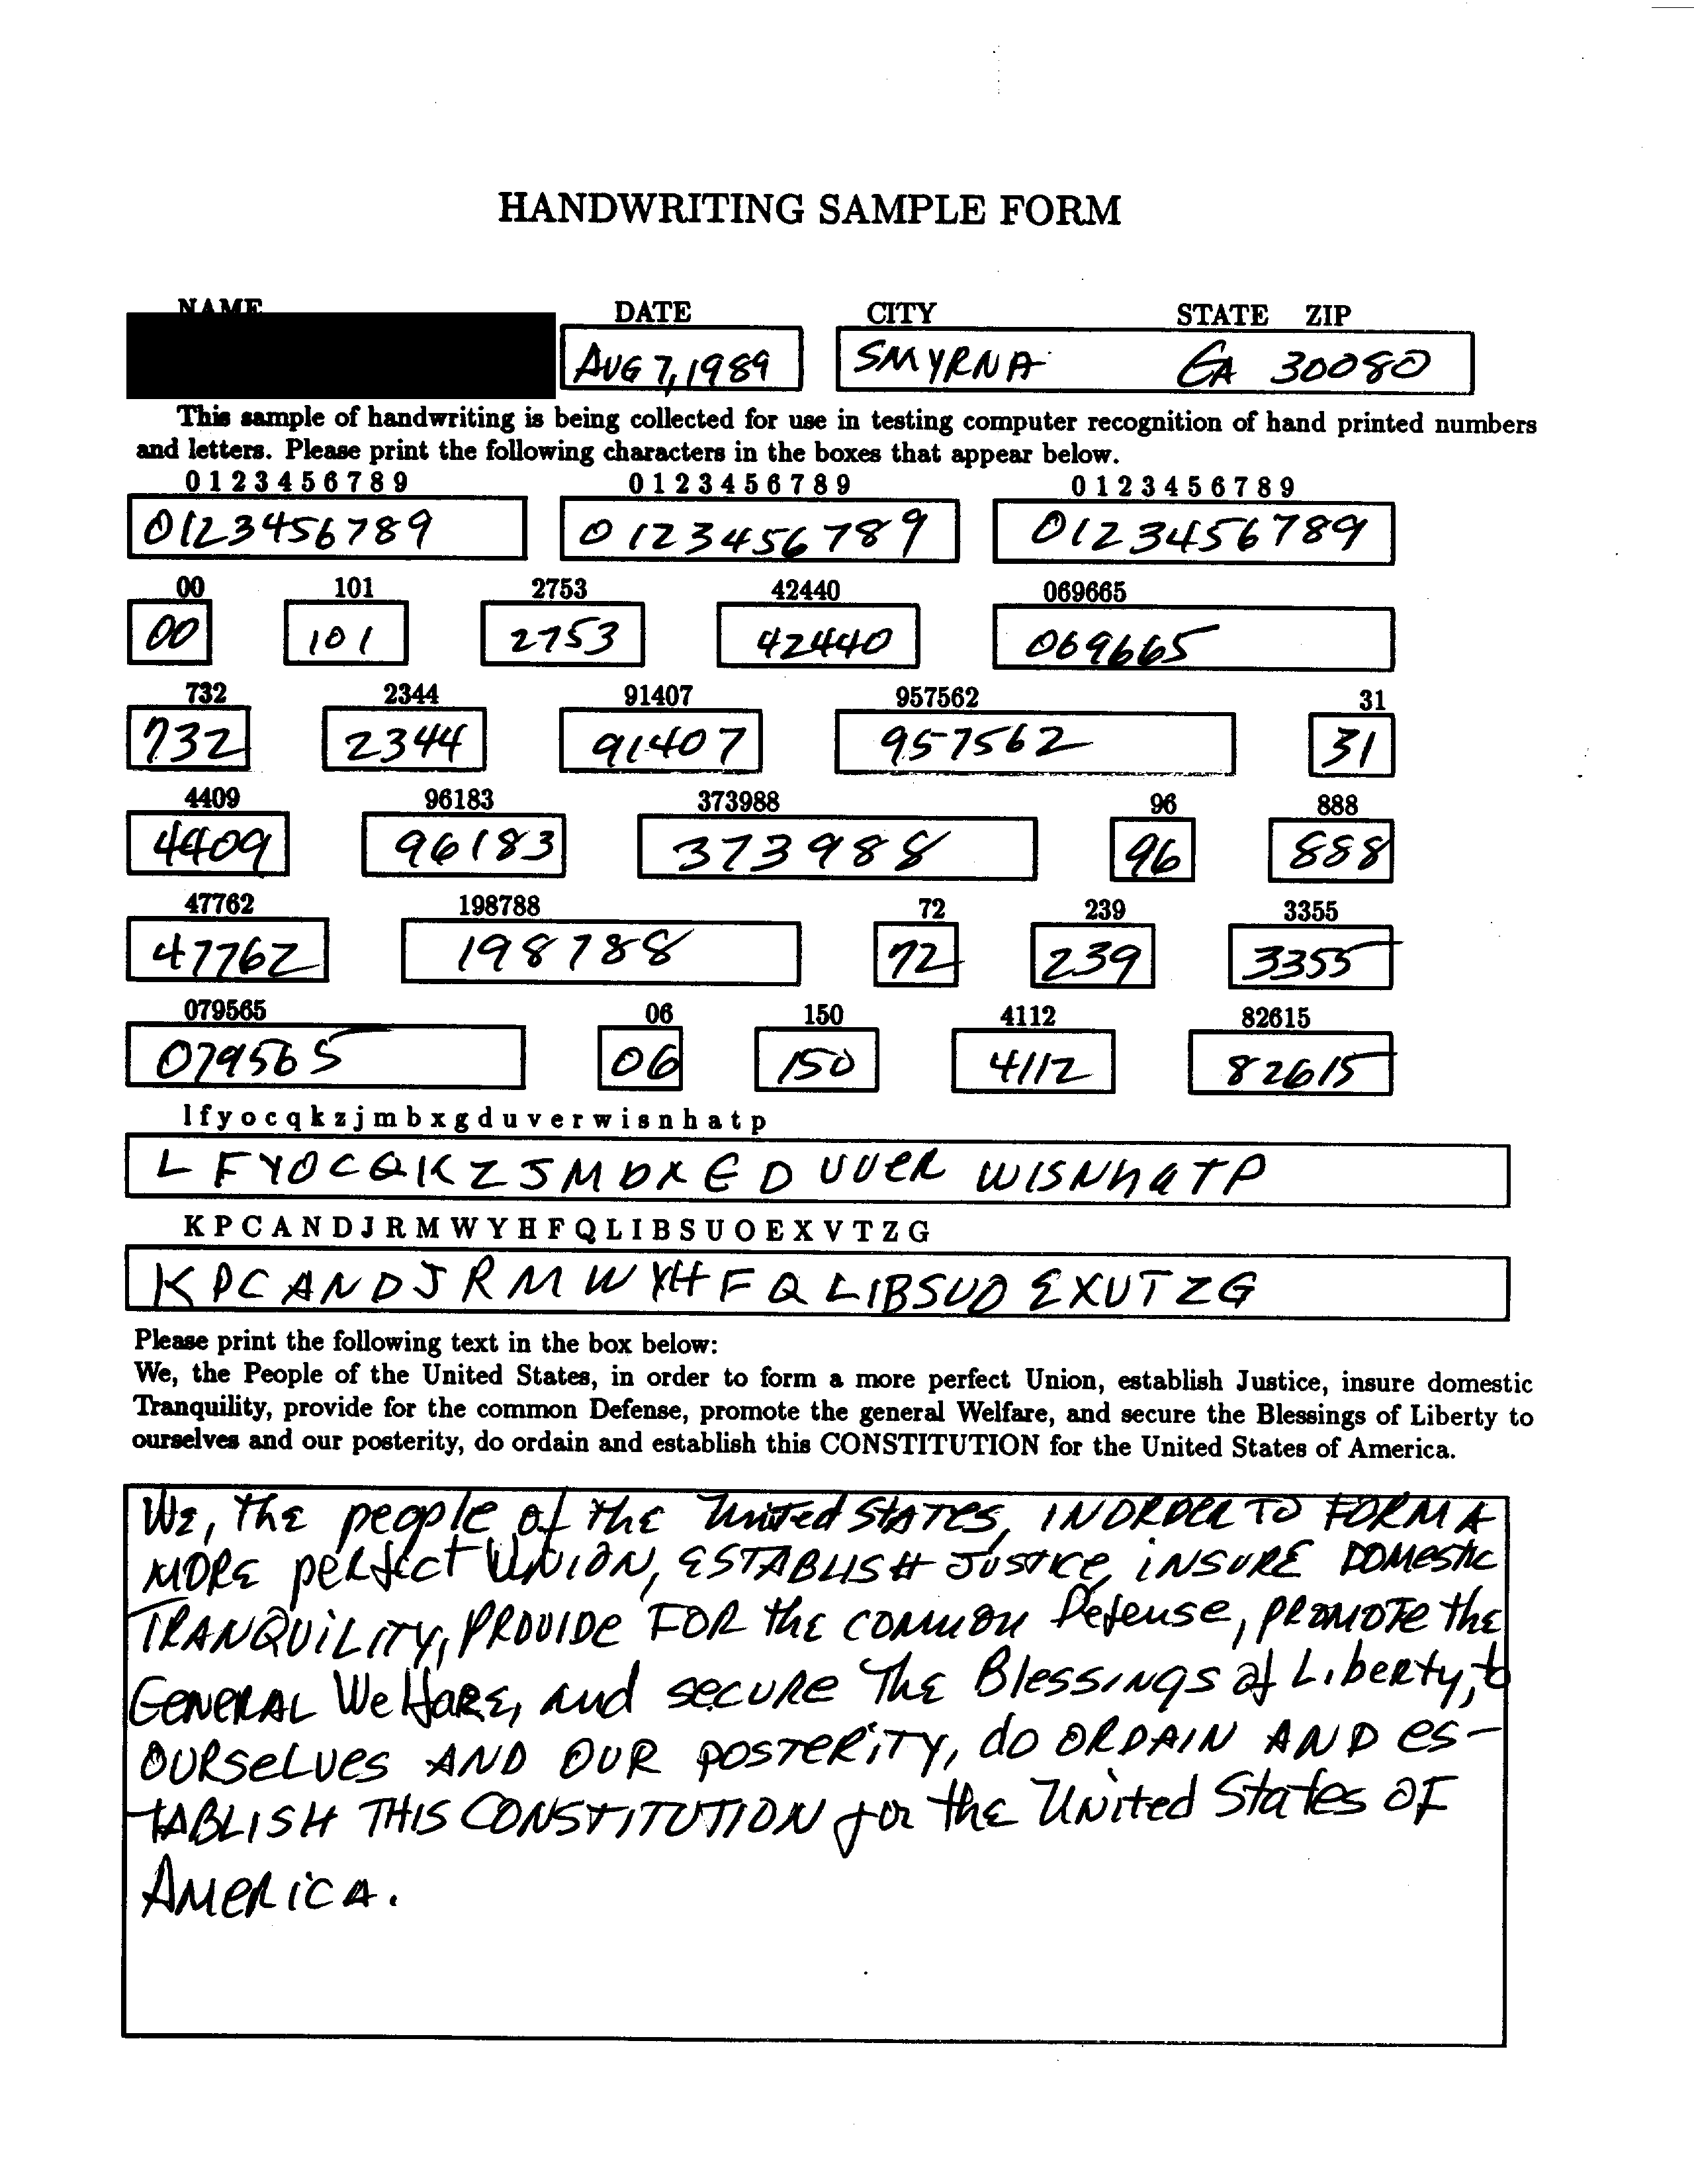 HANDWRITING SAMPLE FORM
NAME DATE CITY STATE ZIP
AUG 7, 1989 SMYRNA GA 30080
This sample of handwriting is being collected for use in testing computer recognition of hand printed numbers
and letters. Please print the following characters in the boxes that appear below.
0 1 2 3 4 5 6 7 8 9 0 1 2 3 4 5 6 7 8 9 0 1 2 3 4 5 6 7 8 9
0123456789 0123456789 0123456789
00 101 2753 42440 069665
00 101 2753 42440 069665
732 2344 91407 957562 31
732 2344 91407 957562 31
4409 96183 373988 96 888
4409 96183 373988 96 888
47762 198788 72 239 3355
47762 198788 72 239 3355
079565 06 150 4112 82615
079565 06 150 4112 82615
l f y o c q k z j m b x g d u v e r w i s n h a t p
L F Y O C Q K Z J M b X G D U V e R W I S N h a T P
K P C A N D J R M W Y H F Q L I B S U O E X V T Z G
K P C A N D J R M W Y H F Q L I B S U O E X V T Z G
Please print the following text in the box below:
We, the People of the United States, in order to form a more perfect Union, establish Justice, insure domestic
Tranquility, provide for the common Defense, promote the general Welfare, and secure the Blessings of Liberty to
ourselves and our posterity, do ordain and establish this CONSTITUTION for the United States of America.
We, The people of the United StATes, IN ORDER TO FORM A
MORE perfect UNION, ESTABLISH JUSTICE, iNSURE DOMESTIC
TRANQUILITY, PROVIDE FOR the COMMON Defense, PROMOTE the
GENERAL Welfare, And secure The Blessings of Liberty, to
OURSELVES AND OUR POSTERITY, do ORDAIN AND es-
TABLISH THIS CONSTITUTION for the United States OF
AMERICA.